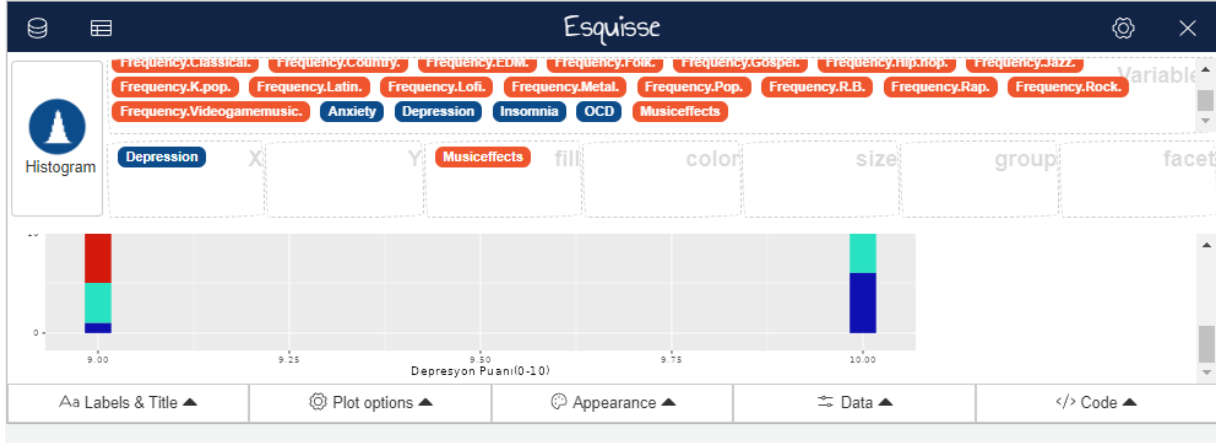 Esquisse
Frequency.Classical. Frequency.Country. Frequency.EDM. Frequency.Folk. Frequency.Gospel. Frequency.Hip.hop. Frequency.Jazz.
Variable
Frequency.K.pop. Frequency.Latin. Frequency.Lofi. Frequency.Metal. Frequency.Pop. Frequency.R.B. Frequency.Rap. Frequency.Rock.
Frequency.Videogamemusic. Anxiety Depression Insomnia OCD Musiceffects
Histogram
Depression X Y Musiceffects fill color size group facet
0
9.00 9.25 9.50 9.75 10.00
Depresyon Puanı(0-10)
Aa Labels & Title Plot options Appearance Data </> Code